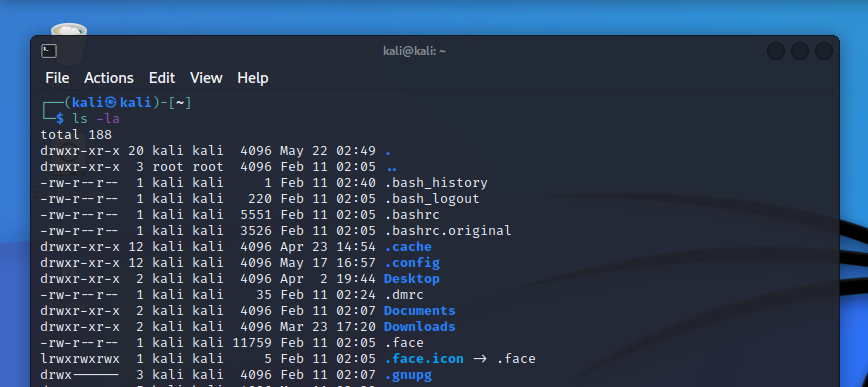 kali@kali: ~
File Actions Edit View Help
┌──(kali㉿kali)-[~]
└─$ ls -la
total 188
drwxr-xr-x 20 kali kali  4096 May 22 02:49 .
drwxr-xr-x  3 root root  4096 Feb 11 02:05 ..
-rw-r--r--  1 kali kali     1 Feb 11 02:40 .bash_history
-rw-r--r--  1 kali kali   220 Feb 11 02:05 .bash_logout
-rw-r--r--  1 kali kali  5551 Feb 11 02:05 .bashrc
-rw-r--r--  1 kali kali  3526 Feb 11 02:05 .bashrc.original
drwxr-xr-x 12 kali kali  4096 Apr 23 14:54 .cache
drwxr-xr-x 12 kali kali  4096 May 17 16:57 .config
drwxr-xr-x  2 kali kali  4096 Apr  2 19:44 Desktop
-rw-r--r--  1 kali kali    35 Feb 11 02:24 .dmrc
drwxr-xr-x  2 kali kali  4096 Feb 11 02:07 Documents
drwxr-xr-x  2 kali kali  4096 Mar 23 17:20 Downloads
-rw-r--r--  1 kali kali 11759 Feb 11 02:05 .face
lrwxrwxrwx  1 kali kali     5 Feb 11 02:05 .face.icon -> .face
drwx------  3 kali kali  4096 Feb 11 02:07 .gnupg